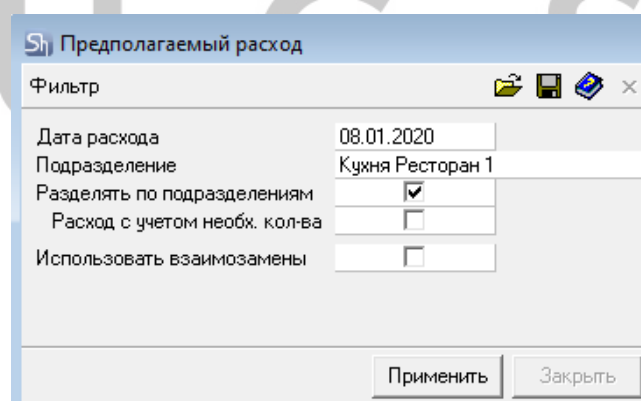 Sh Предполагаемый расход
Фильтр
Дата расхода 08.01.2020
Подразделение Кухня Ресторан 1
Разделять по подразделениям
Расход с учетом необх. кол-ва
Использовать взаимозамены
Применить Закрыть